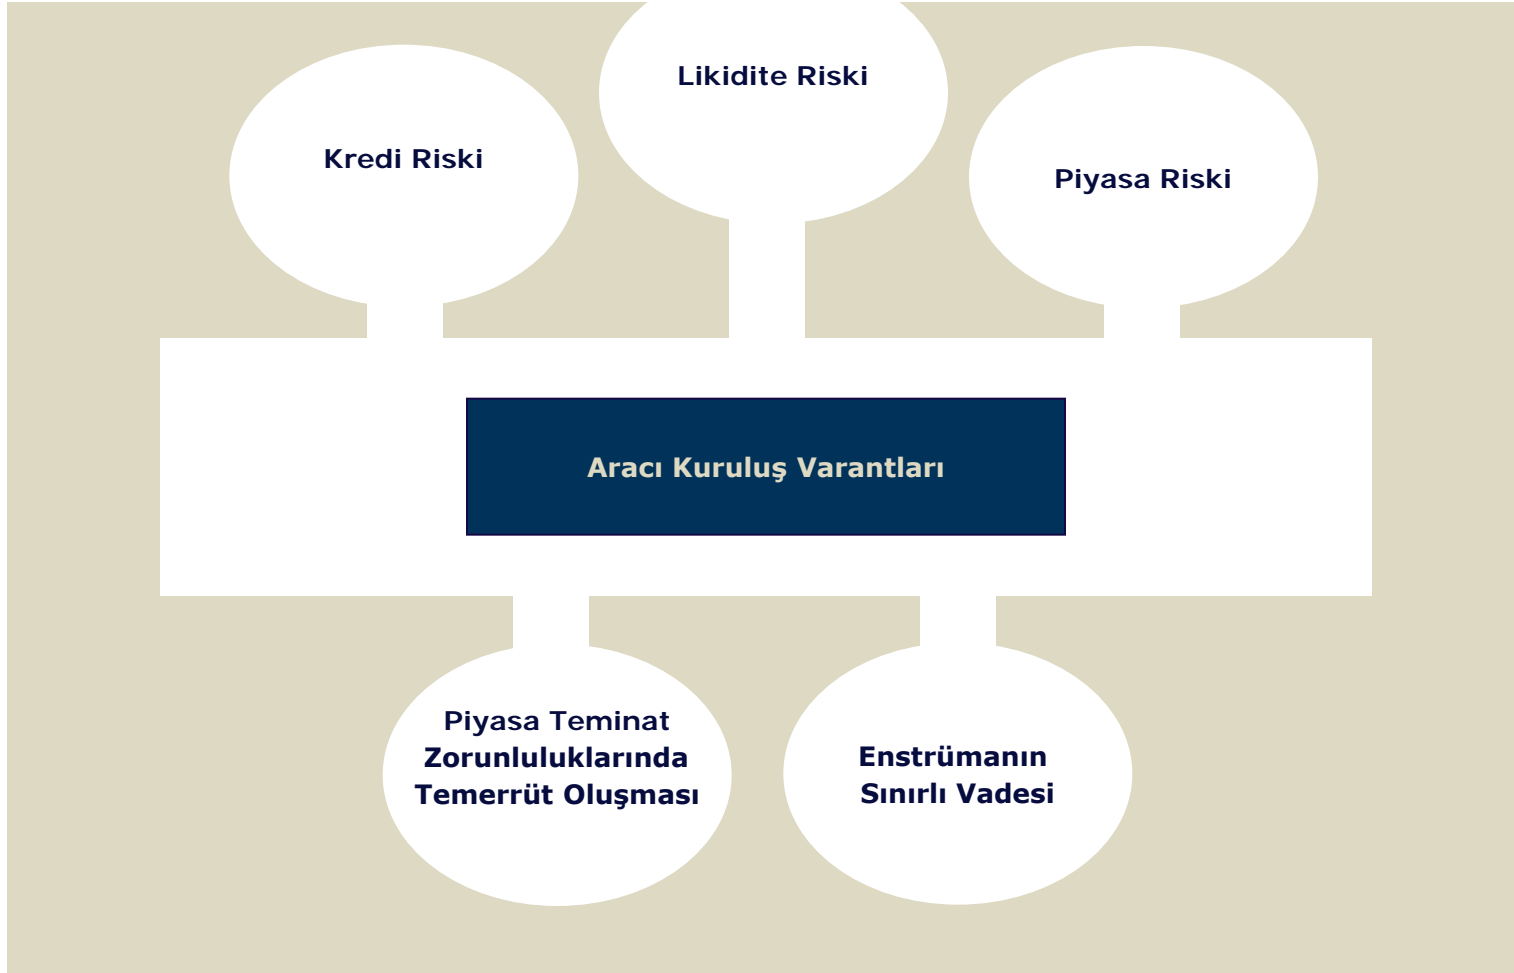 Likidite Riski
Kredi Riski
Piyasa Riski
Aracı Kuruluş Varantları
Piyasa Teminat
Zorunluluklarında
Temerrüt Oluşması
Enstrümanın
Sınırlı Vadesi